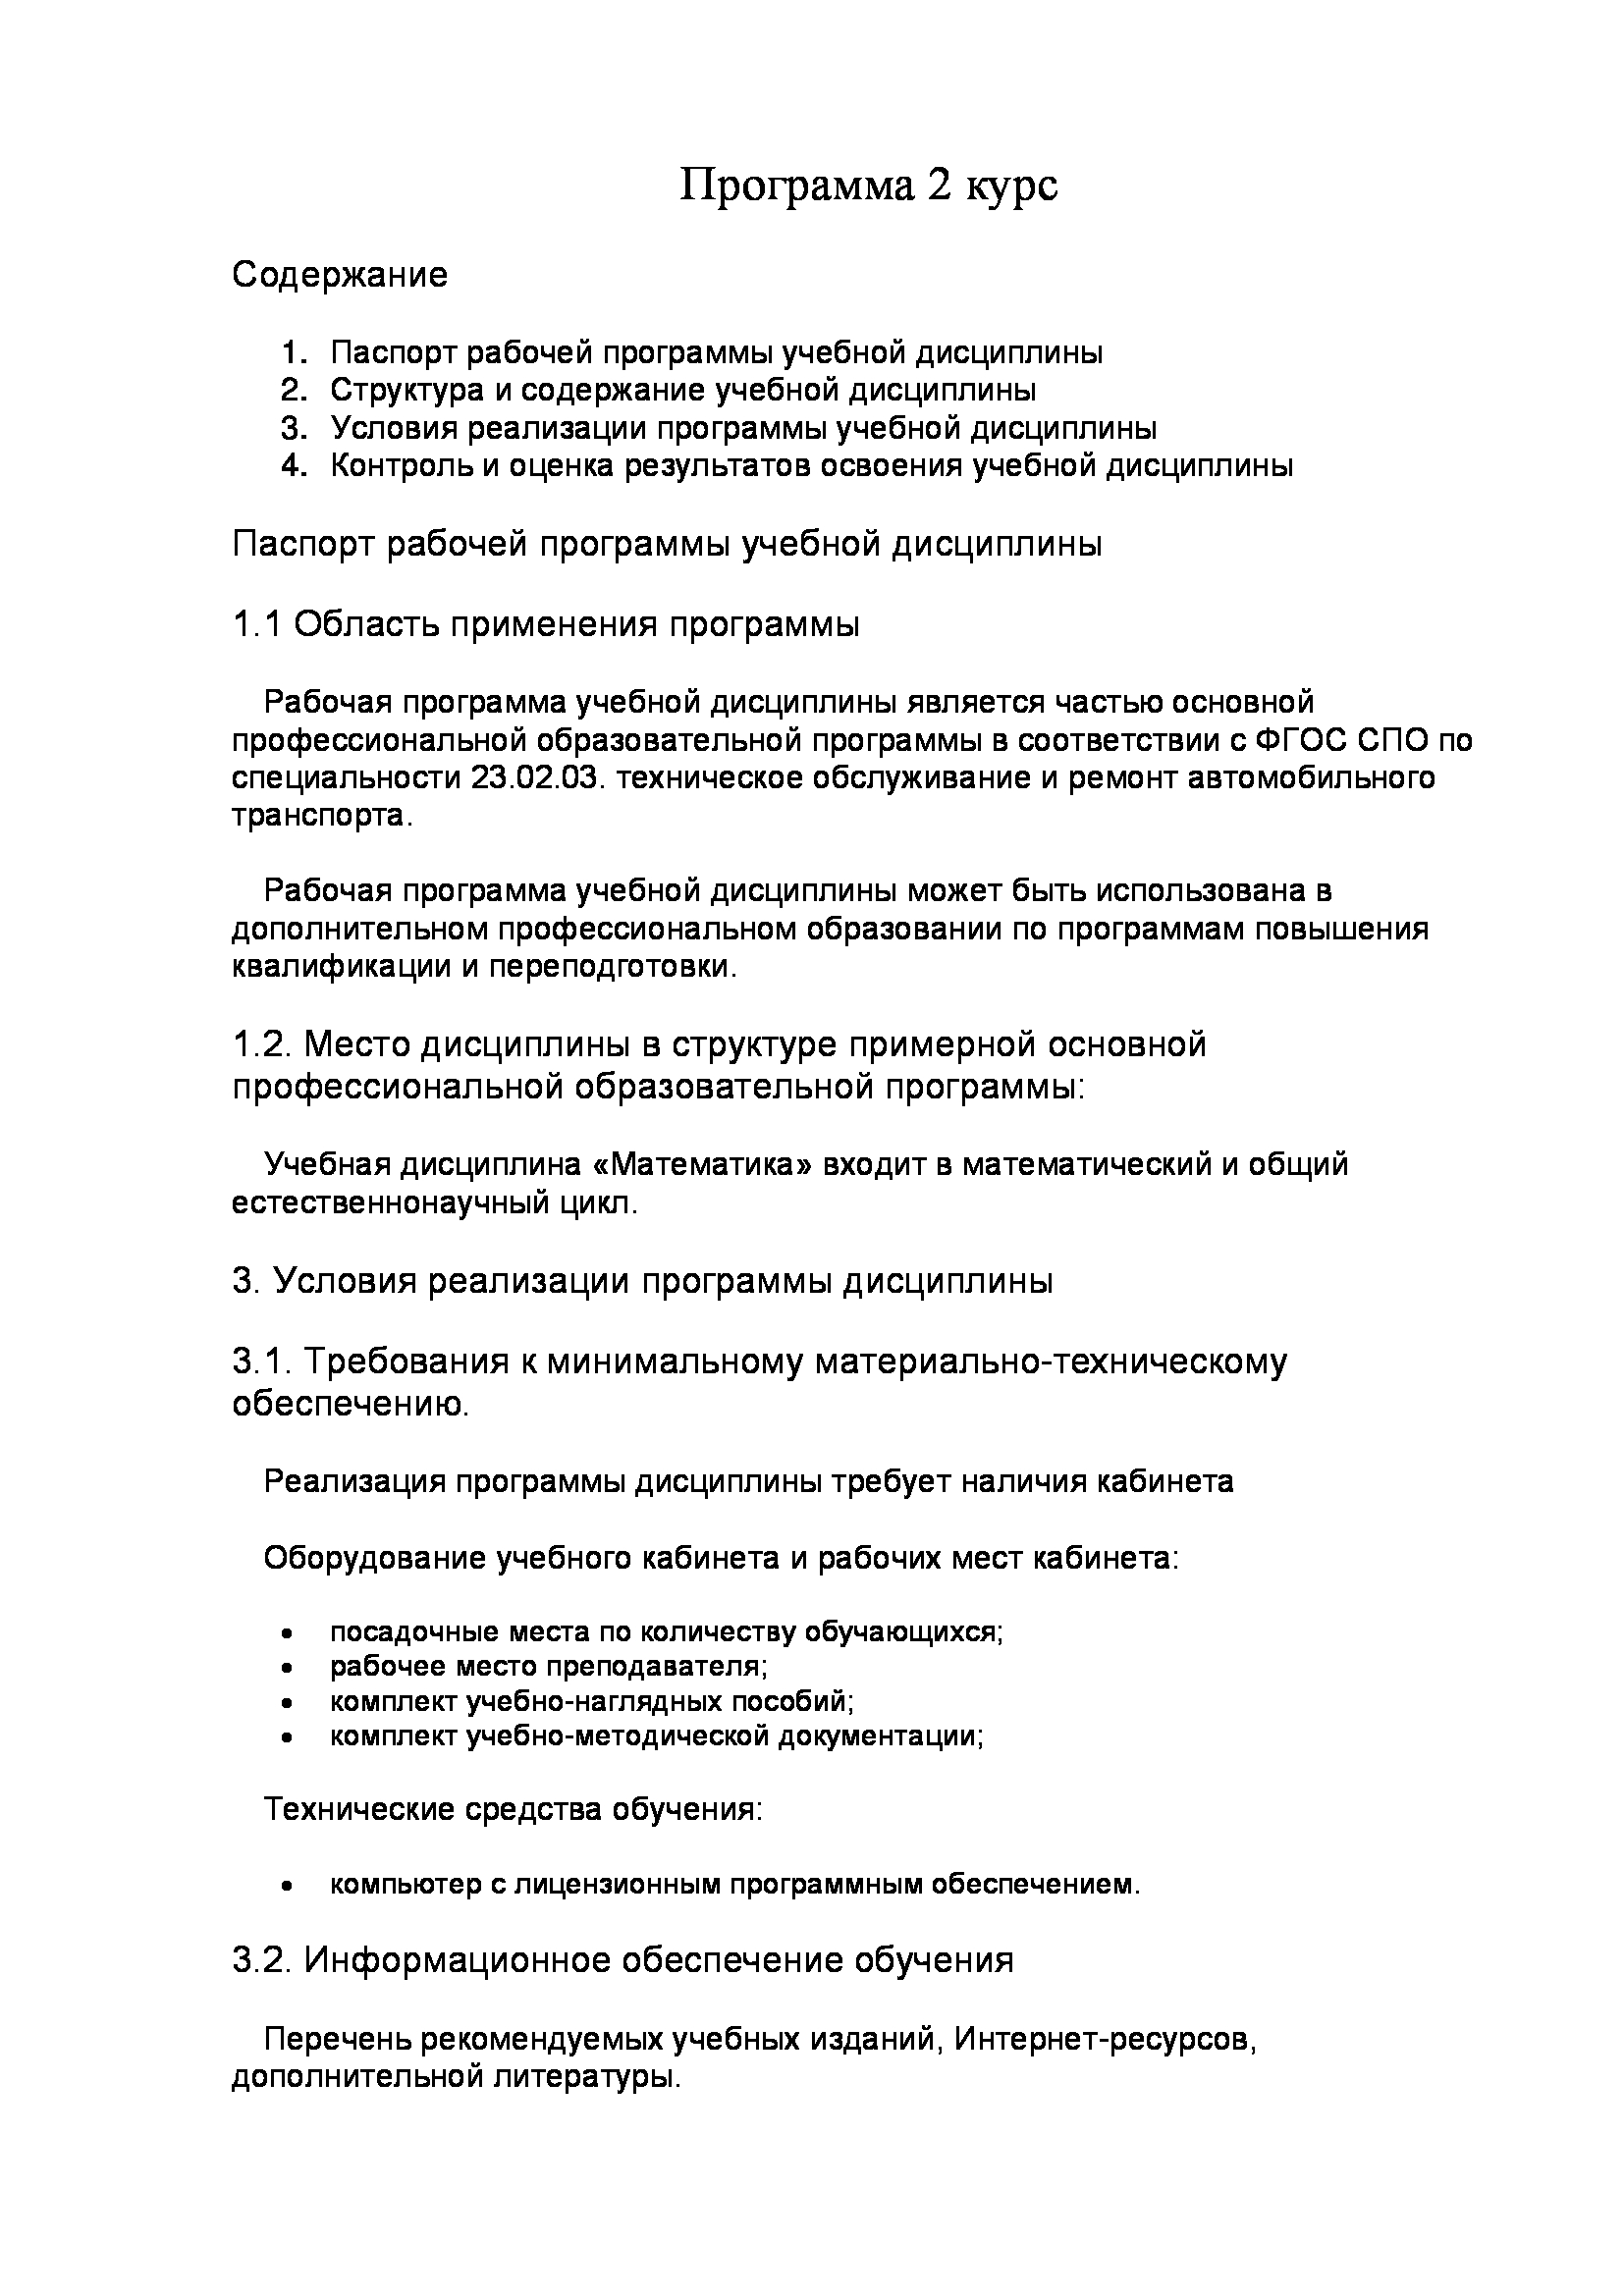 Программа 2 курс
Содержание
1. Паспорт рабочей программы учебной дисциплины
2. Структура и содержание учебной дисциплины
3. Условия реализации программы учебной дисциплины
4. Контроль и оценка результатов освоения учебной дисциплины
Паспорт рабочей программы учебной дисциплины
1.1 Область применения программы
Рабочая программа учебной дисциплины является частью основной
профессиональной образовательной программы в соответствии с ФГОС СПО по
специальности 23.02.03. техническое обслуживание и ремонт автомобильного
транспорта.
Рабочая программа учебной дисциплины может быть использована в
дополнительном профессиональном образовании по программам повышения
квалификации и переподготовки.
1.2. Место дисциплины в структуре примерной основной
профессиональной образовательной программы:
Учебная дисциплина «Математика» входит в математический и общий
естественнонаучный цикл.
3. Условия реализации программы дисциплины
3.1. Требования к минимальному материально-техническому
обеспечению.
Реализация программы дисциплины требует наличия кабинета
Оборудование учебного кабинета и рабочих мест кабинета:
• посадочные места по количеству обучающихся;
• рабочее место преподавателя;
• комплект учебно-наглядных пособий;
• комплект учебно-методической документации;
Технические средства обучения:
• компьютер с лицензионным программным обеспечением.
3.2. Информационное обеспечение обучения
Перечень рекомендуемых учебных изданий, Интернет-ресурсов,
дополнительной литературы.